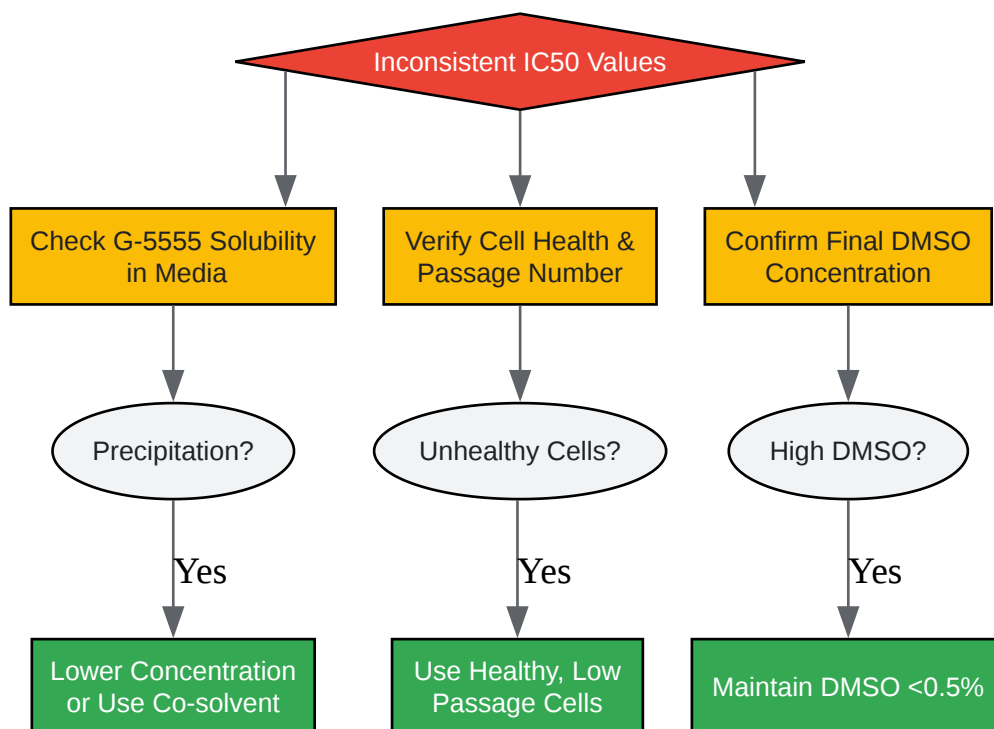 Inconsistent IC50 Values
Check G-5555 Solubility
in Media
Verify Cell Health &
Passage Number
Confirm Final DMSO
Concentration
Precipitation?
Unhealthy Cells?
High DMSO?
Yes
Yes
Yes
Lower Concentration
or Use Co-solvent
Use Healthy, Low
Passage Cells
Maintain DMSO <0.5%